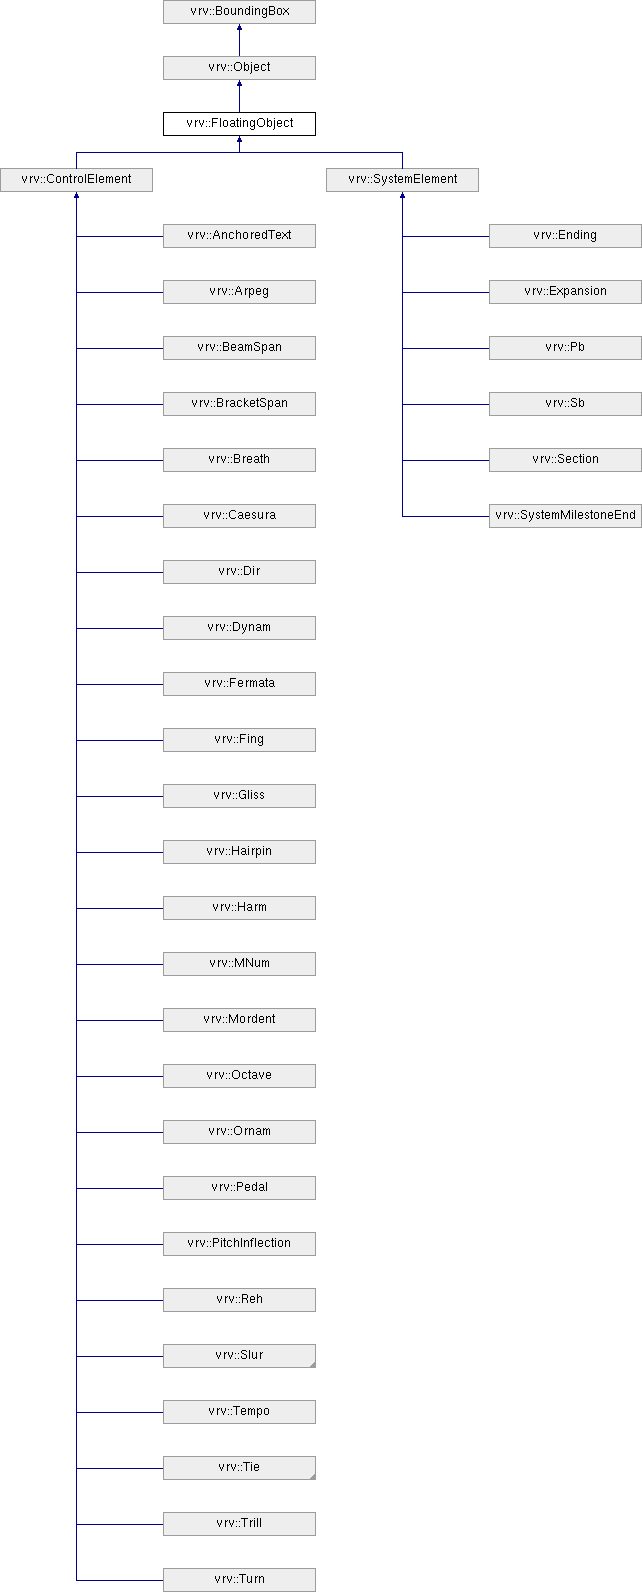 vrv::BoundingBox
vrv::Object
vrv::FloatingObject
vrv::ControlElement
vrv::SystemElement
vrv::AnchoredText
vrv::Ending
vrv::Arpeg
vrv::Expansion
vrv::BeamSpan
vrv::Pb
vrv::BracketSpan
vrv::Sb
vrv::Breath
vrv::Section
vrv::Caesura
vrv::SystemMilestoneEnd
vrv::Dir
vrv::Dynam
vrv::Fermata
vrv::Fing
vrv::Gliss
vrv::Hairpin
vrv::Harm
vrv::MNum
vrv::Mordent
vrv::Octave
vrv::Ornam
vrv::Pedal
vrv::PitchInflection
vrv::Reh
vrv::Slur
vrv::Tempo
vrv::Tie
vrv::Trill
vrv::Turn